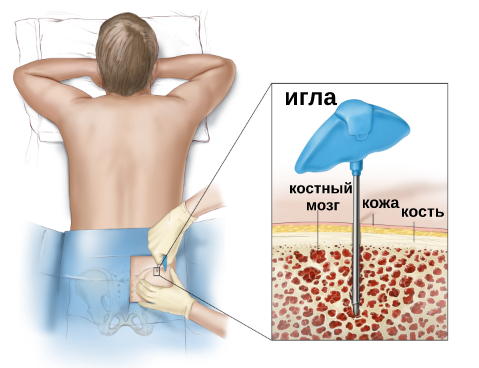 игла
костный
мозг
кожа
кость